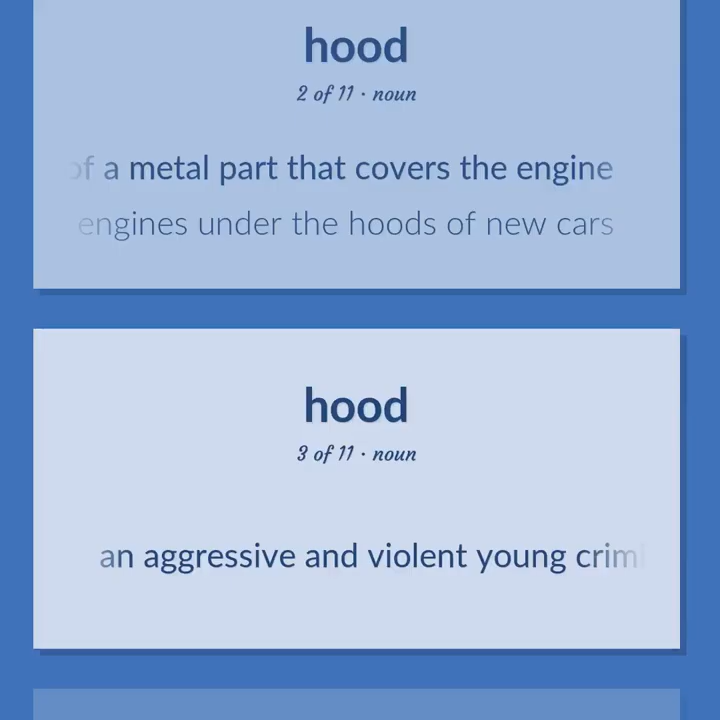 hood
2 of 11 · noun
of a metal part that covers the engine
engines under the hoods of new cars
hood
3 of 11 · noun
an aggressive and violent young